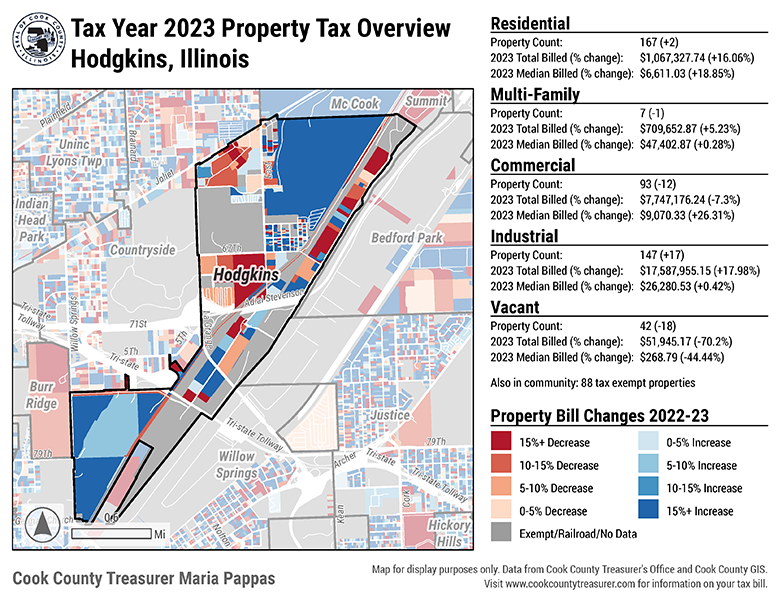 Tax Year 2023 Property Tax Overview
Hodgkins, Illinois
Residential
Property Count: 167 (+2)
2023 Total Billed (% change): $1,067,327.74 (+16.06%)
2023 Median Billed (% change): $6,611.03 (+18.85%)
Multi-Family
Property Count: 7 (-1)
2023 Total Billed (% change): $709,652.87 (+5.23%)
2023 Median Billed (% change): $47,402.87 (+0.28%)
Commercial
Property Count: 93 (-12)
2023 Total Billed (% change): $7,747,176.24 (-7.3%)
2023 Median Billed (% change): $9,070.33 (+26.31%)
Industrial
Property Count: 147 (+17)
2023 Total Billed (% change): $17,587,955.15 (+17.98%)
2023 Median Billed (% change): $26,280.53 (+0.42%)
Vacant
Property Count: 42 (-18)
2023 Total Billed (% change): $51,945.17 (-70.2%)
2023 Median Billed (% change): $268.79 (-44.44%)
Also in community: 88 tax exempt properties
Property Bill Changes 2022-23
15%+ Decrease
10-15% Decrease
5-10% Decrease
0-5% Decrease
Exempt/Railroad/No Data
0-5% Increase
5-10% Increase
10-15% Increase
15%+ Increase
Mc Cook
Summit
Plainfield
Brainard
Uninc
Lyons Twp
Joliet
Indian
Head
Park
Countryside
67th
Bedford Park
Hodgkins
Adlai Stevenson
Tri-state
Tollway
Willow Springs
71St
5Th
5Th
Tri-state
Burr
Ridge
Justice
79Th
79Th
Tri-state Tollway
Willow
Springs
Archer
Tri-state
Tri-state Tollway
Kean
Cork
Nolton
Hickory
Hills
0.6
Mi
Cook County Treasurer Maria Pappas
Map for display purposes only. Data from Cook County Treasurer's Office and Cook County GIS.
Visit www.cookcountytreasurer.com for information on your tax bill.